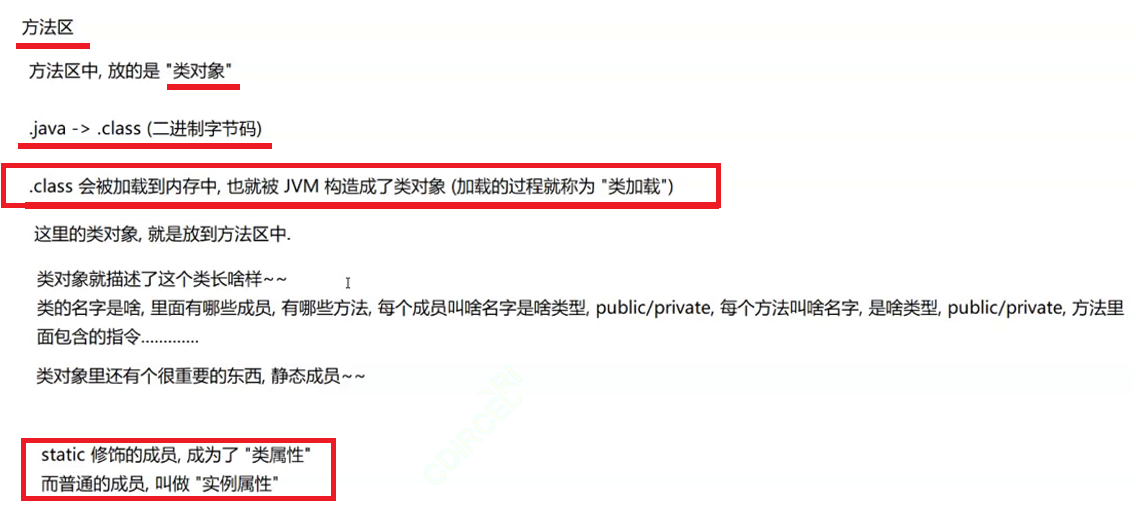 方法区
方法区中, 放的是 "类对象"
.java -> .class (二进制字节码)
.class 会被加载到内存中, 也就被 JVM 构造成了类对象 (加载的过程就称为 "类加载")
这里的类对象, 就是放到方法区中.
类对象就描述了这个类长啥样~~
类的名字是啥, 里面有哪些成员, 有哪些方法, 每个成员叫啥名字是啥类型, public/private, 每个方法叫啥名字, 是啥类型, public/private, 方法里
面包含的指令.............
类对象里还有个很重要的东西, 静态成员~~
static 修饰的成员, 成为了 "类属性"
而普通的成员, 叫做 "实例属性"